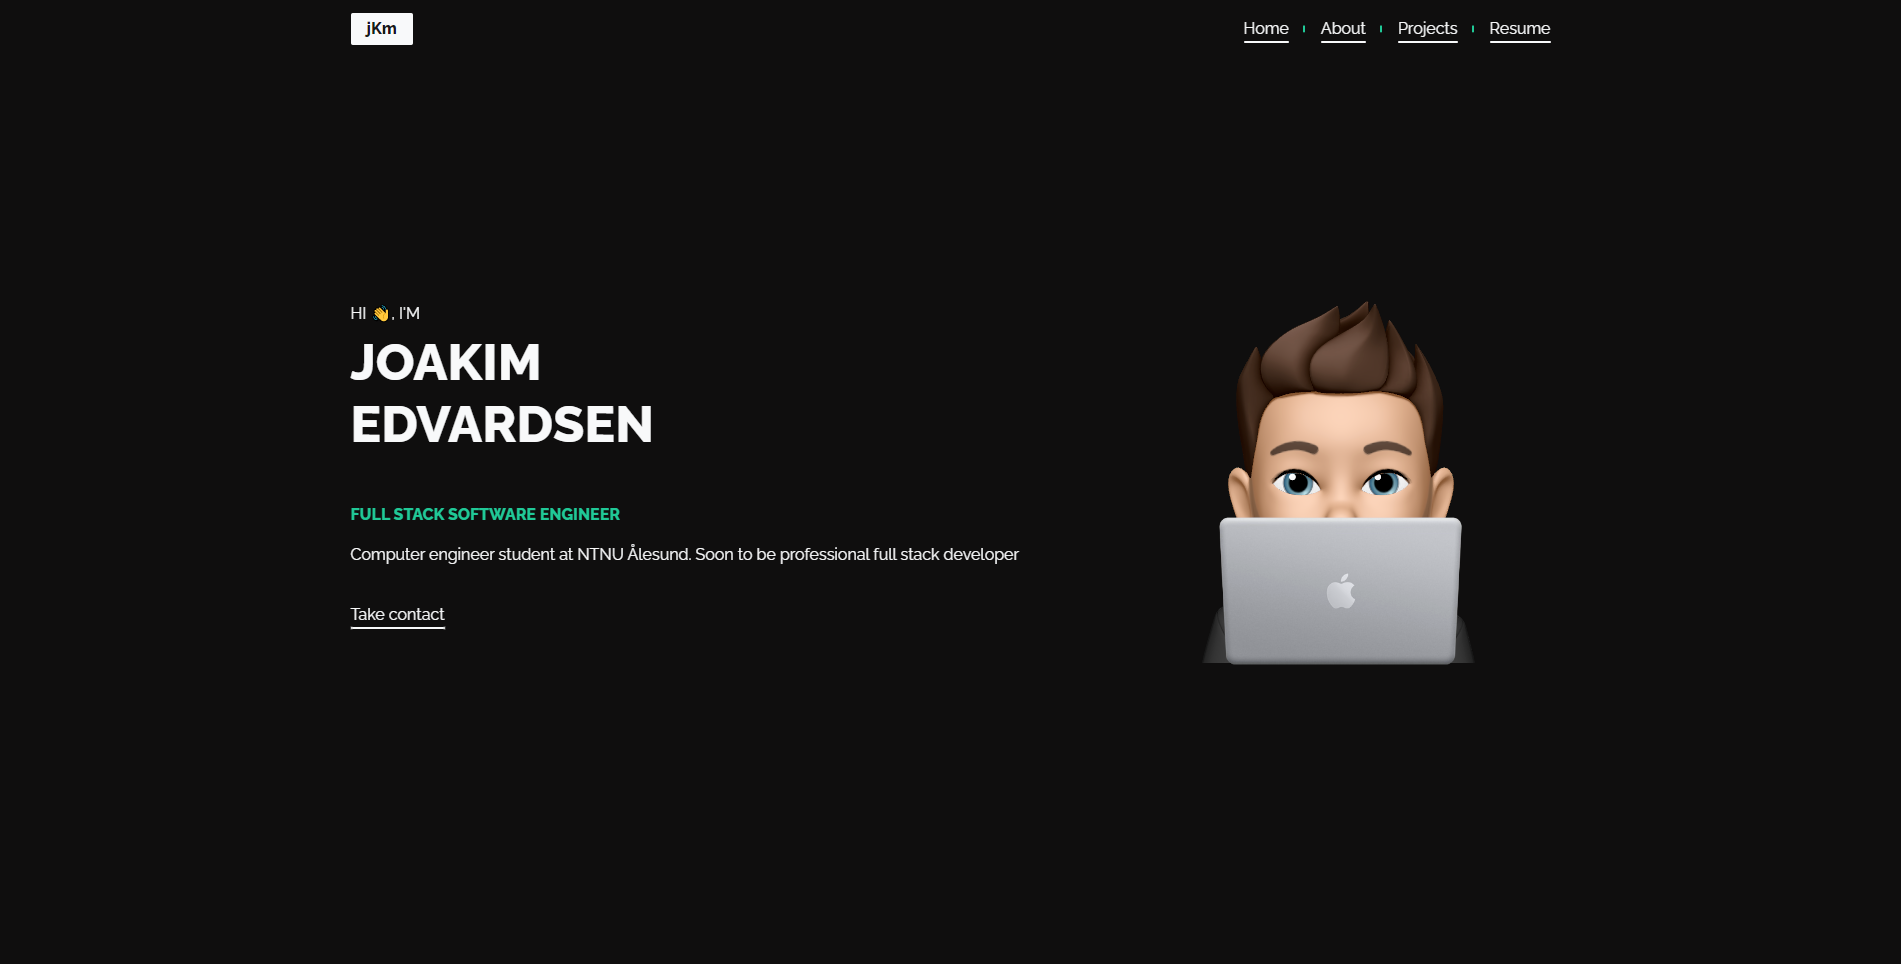 jKm
Home
About
Projects
Resume
HI 👋, I'M
JOAKIM
EDVARDSEN
FULL STACK SOFTWARE ENGINEER
Computer engineer student at NTNU Ålesund. Soon to be professional full stack developer
Take contact